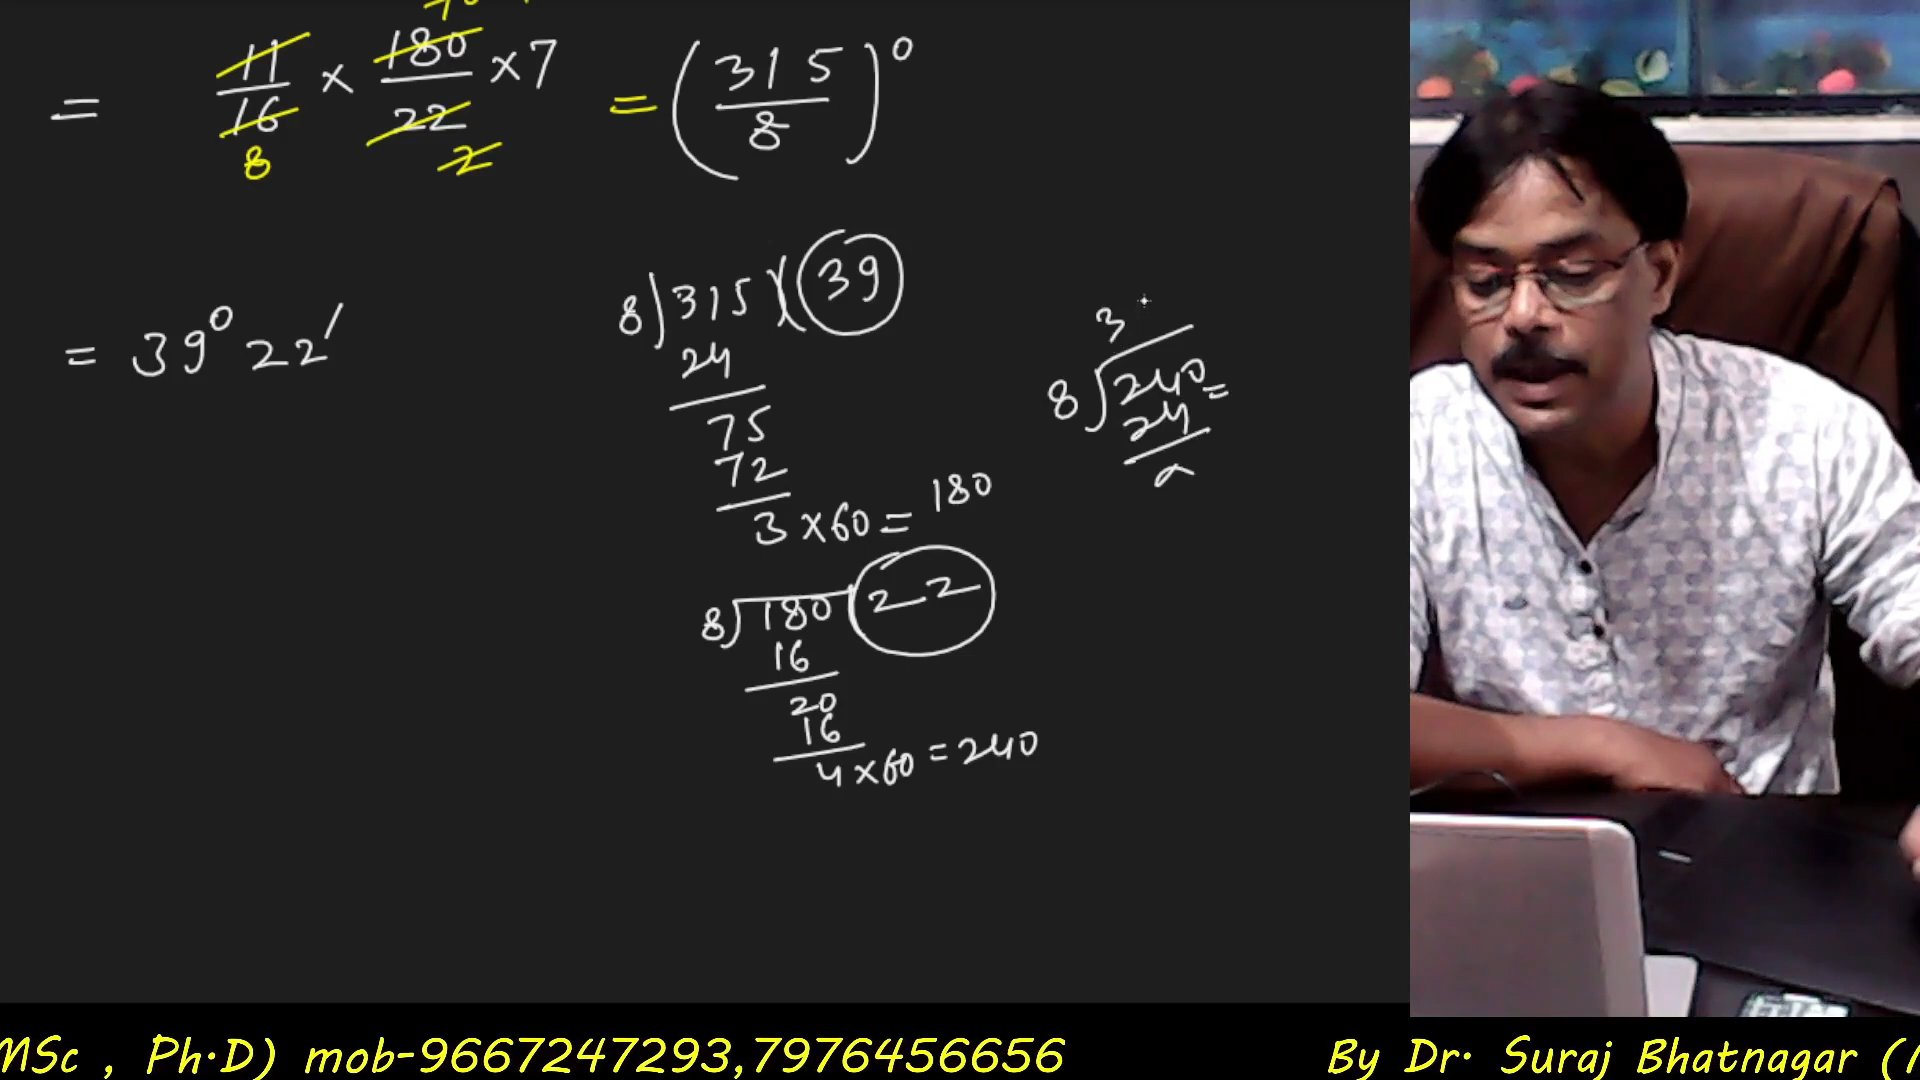 = 11/16 × 180/22 × 7 = (315/8)°
8 2
= 39° 22′
8)315(39
24
75
72
3 × 60 = 180
8)180(22
16
20
16
4 × 60 = 240
3
8)240=
24
MSc , Ph.D) mob-9667247293,7976456656 By Dr. Suraj Bhatnagar (